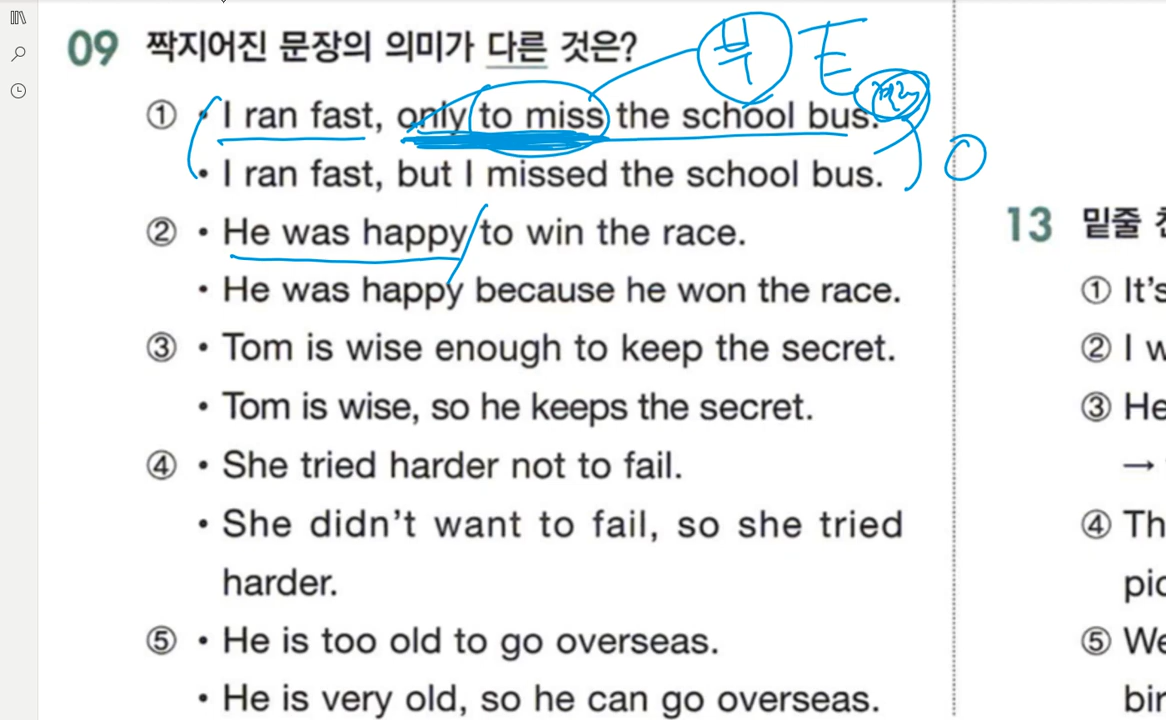 09 짝지어진 문장의 의미가 다른 것은?
부 E
① • I ran fast, only to miss the school bus.
• I ran fast, but I missed the school bus. O
② • He was happy to win the race.
• He was happy because he won the race.
③ • Tom is wise enough to keep the secret.
• Tom is wise, so he keeps the secret.
④ • She tried harder not to fail.
• She didn't want to fail, so she tried
harder.
⑤ • He is too old to go overseas.
• He is very old, so he can go overseas.
13 밑줄
① It's
② I w
③ He
→
④ Th
pic
⑤ We
bir